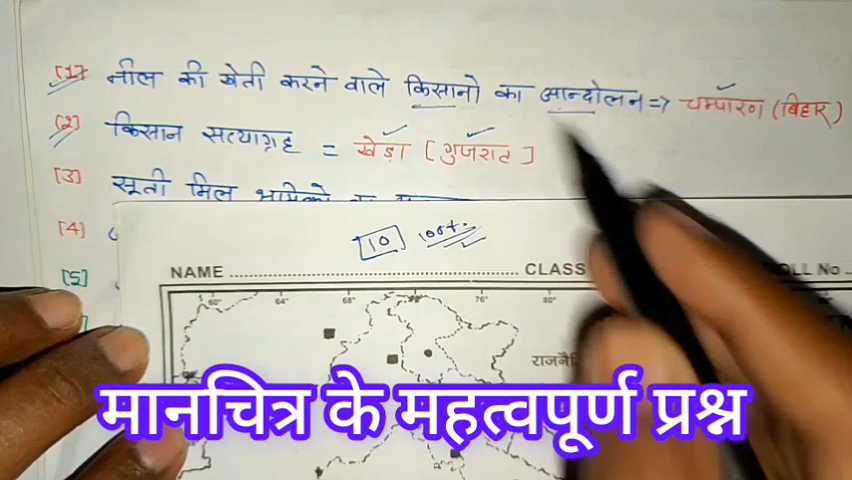 [1] नील की खेती करने वाले किसानो का आन्दोलन => चम्पारण (बिहार)
[2] किसान सत्याग्रह = खेड़ा [गुजरात]
[3] सूती मिल
[4]
[5]
10 100%
NAME CLASS ROLL No
60° 64° 68° 76° 80°
मानचित्र के महत्वपूर्ण प्रश्न